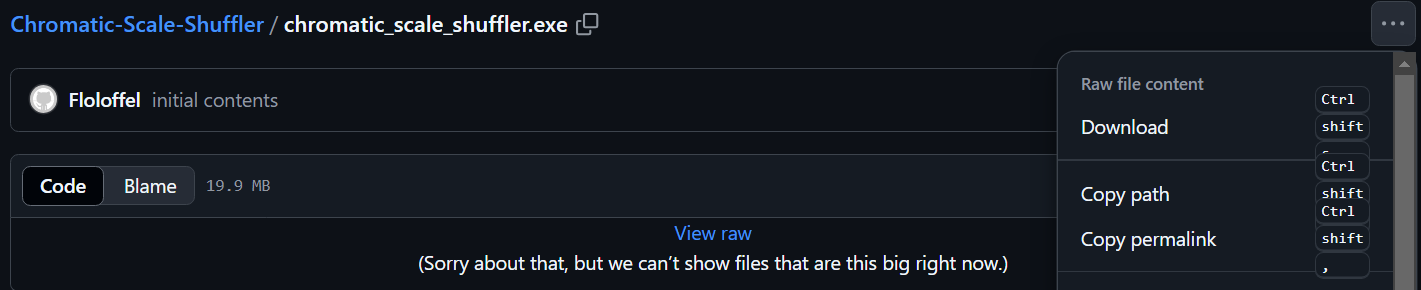 Chromatic-Scale-Shuffler / chromatic_scale_shuffler.exe
...
Floloffel initial contents
Code Blame 19.9 MB
View raw
(Sorry about that, but we can't show files that are this big right now.)
Raw file content
Download Ctrl shift
Copy path Ctrl shift
Copy permalink Ctrl shift ,